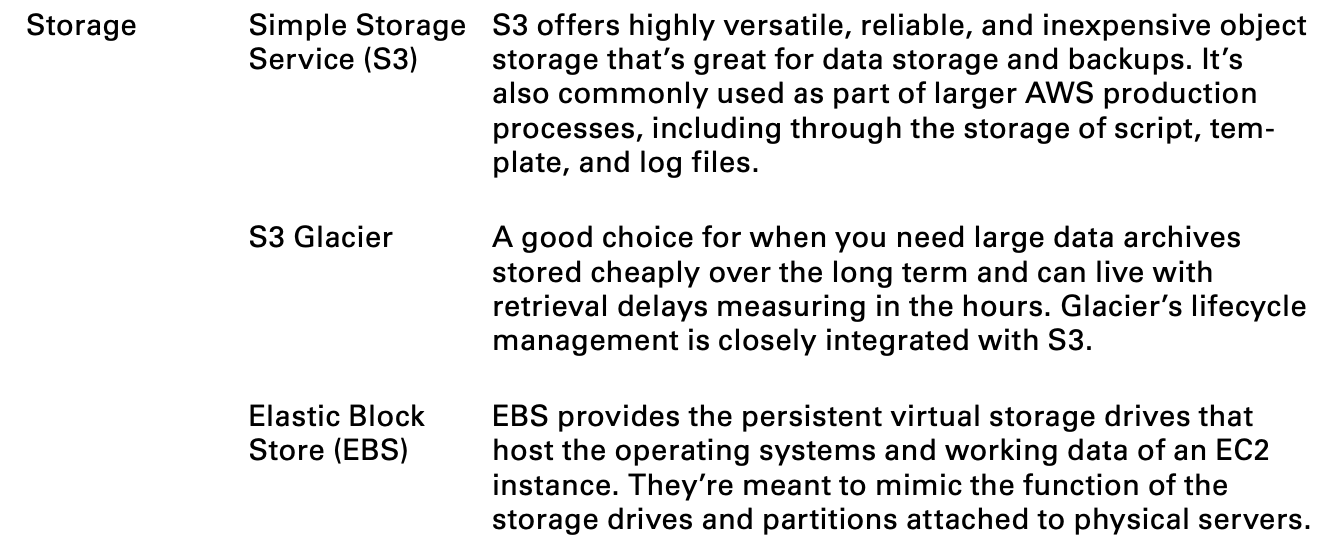 Storage Simple Storage S3 offers highly versatile, reliable, and inexpensive object
Service (S3) storage that’s great for data storage and backups. It’s
also commonly used as part of larger AWS production
processes, including through the storage of script, tem-
plate, and log files.
S3 Glacier A good choice for when you need large data archives
stored cheaply over the long term and can live with
retrieval delays measuring in the hours. Glacier’s lifecycle
management is closely integrated with S3.
Elastic Block EBS provides the persistent virtual storage drives that
Store (EBS) host the operating systems and working data of an EC2
instance. They’re meant to mimic the function of the
storage drives and partitions attached to physical servers.